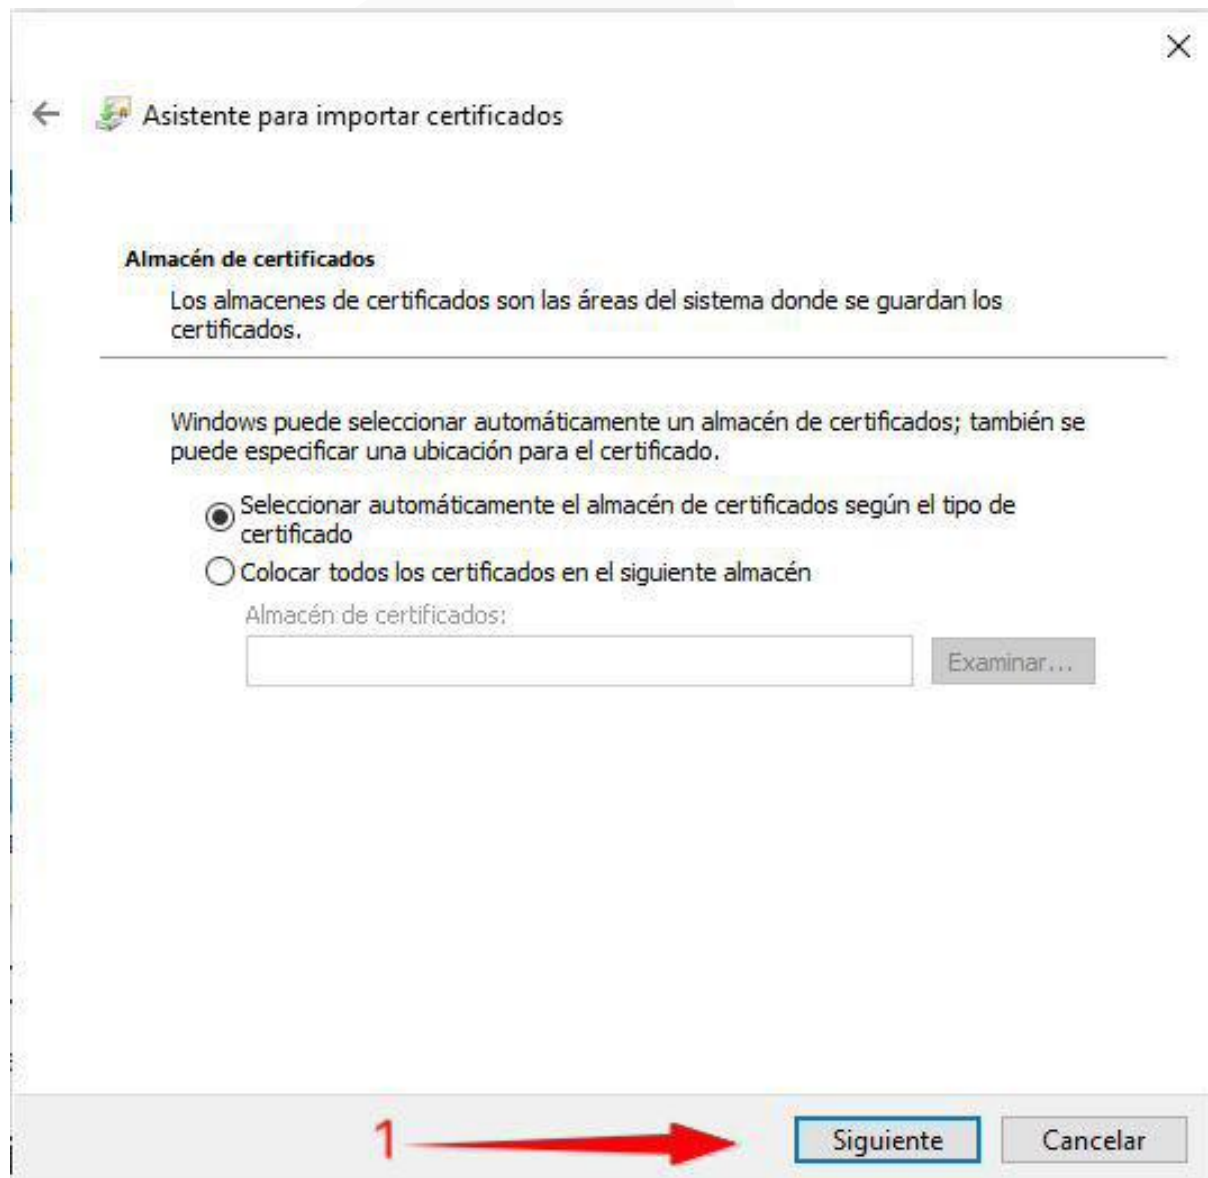 Asistente para importar certificados
Almacén de certificados
Los almacenes de certificados son las áreas del sistema donde se guardan los
certificados.
Windows puede seleccionar automáticamente un almacén de certificados; también se
puede especificar una ubicación para el certificado.
Seleccionar automáticamente el almacén de certificados según el tipo de
certificado
Colocar todos los certificados en el siguiente almacén
Almacén de certificados:
Examinar...
1
Siguiente
Cancelar